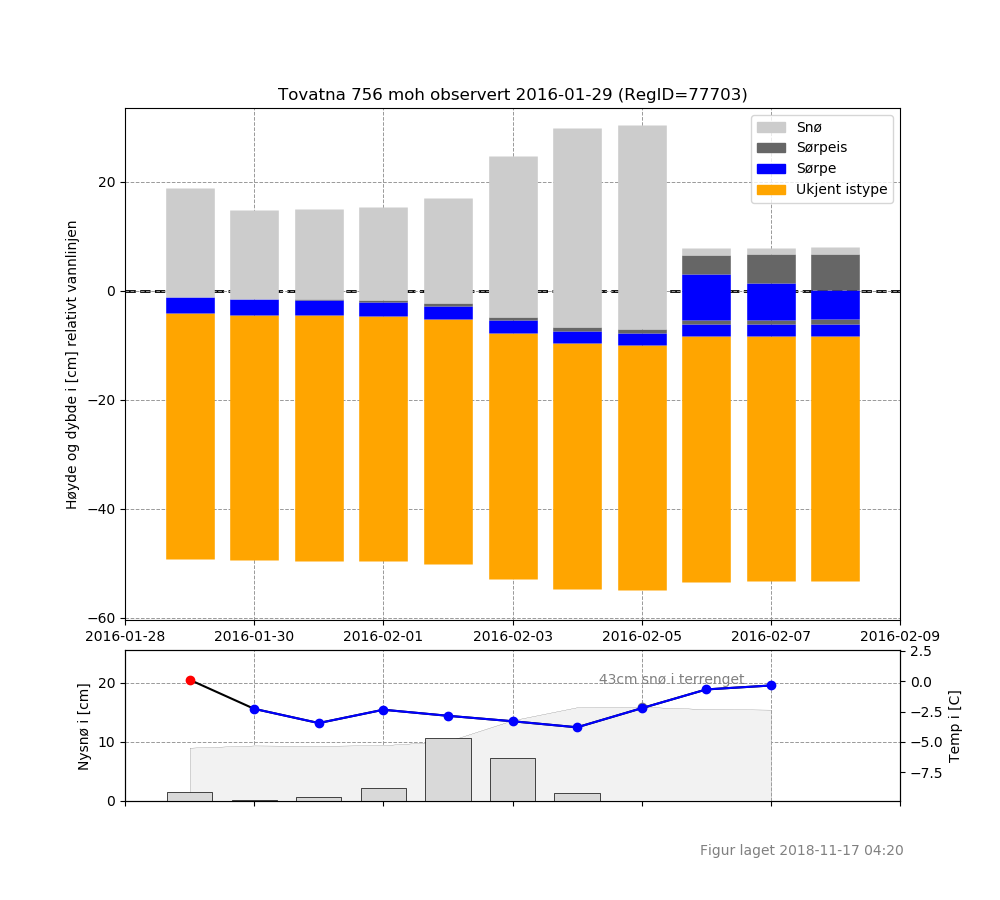 Tovatna 756 moh observert 2016-01-29 (RegID=77703)
Snø
Sørpeis
Sørpe
Ukjent istype
Høyde og dybde i [cm] relativt vannlinjen
20
0
−20
−40
−60
2016-01-28 2016-01-30 2016-02-01 2016-02-03 2016-02-05 2016-02-07 2016-02-09
Nysnø i [cm]
20
10
0
43cm snø i terrenget
2.5
0.0
−2.5
−5.0
−7.5
Temp i [C]
Figur laget 2018-11-17 04:20